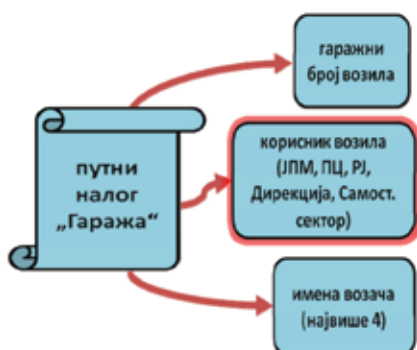 гаражни
број возила
корисник возила
(ЈПМ, ПЦ, РЈ,
Дирекција, Самост.
сектор)
путни
налог
„Гаража“
имена возача
(највише 4)